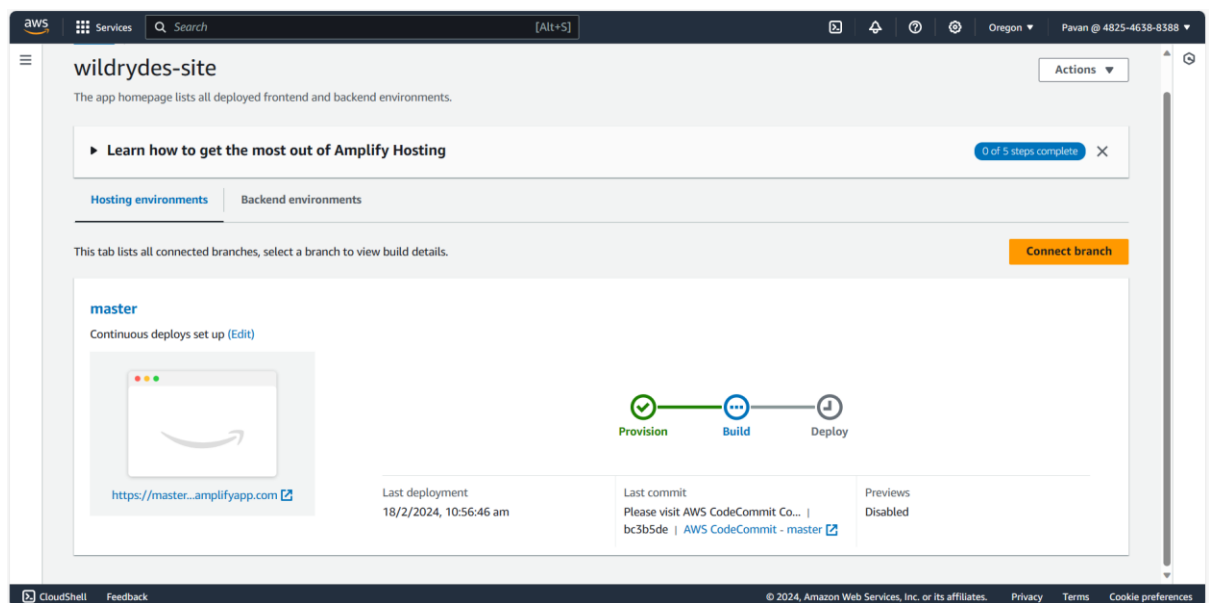 aws Services Search [Alt+S] Oregon ▼ Pavan @ 4825-4638-8388 ▼
wildrydes-site
Actions ▼
The app homepage lists all deployed frontend and backend environments.
▶ Learn how to get the most out of Amplify Hosting
0 of 5 steps complete
Hosting environments Backend environments
This tab lists all connected branches, select a branch to view build details.
Connect branch
master
Continuous deploys set up (Edit)
Provision Build Deploy
https://master...amplifyapp.com
Last deployment
18/2/2024, 10:56:46 am
Last commit
Please visit AWS CodeCommit Co... |
bc3b5de | AWS CodeCommit - master
Previews
Disabled
CloudShell Feedback © 2024, Amazon Web Services, Inc. or its affiliates. Privacy Terms Cookie preferences